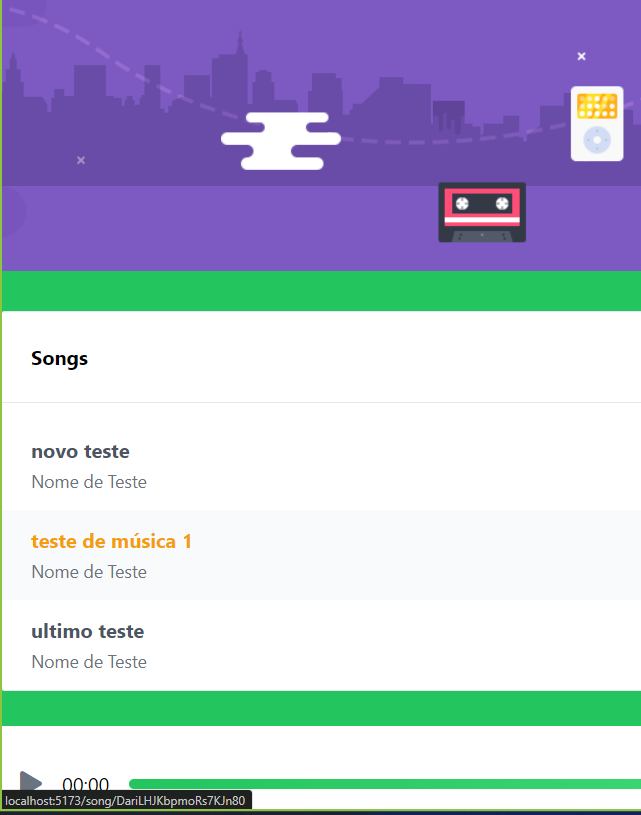 Songs
novo teste
Nome de Teste
teste de música 1
Nome de Teste
ultimo teste
Nome de Teste
00:00
localhost:5173/song/DariLHJKbpmoRs7KJn80